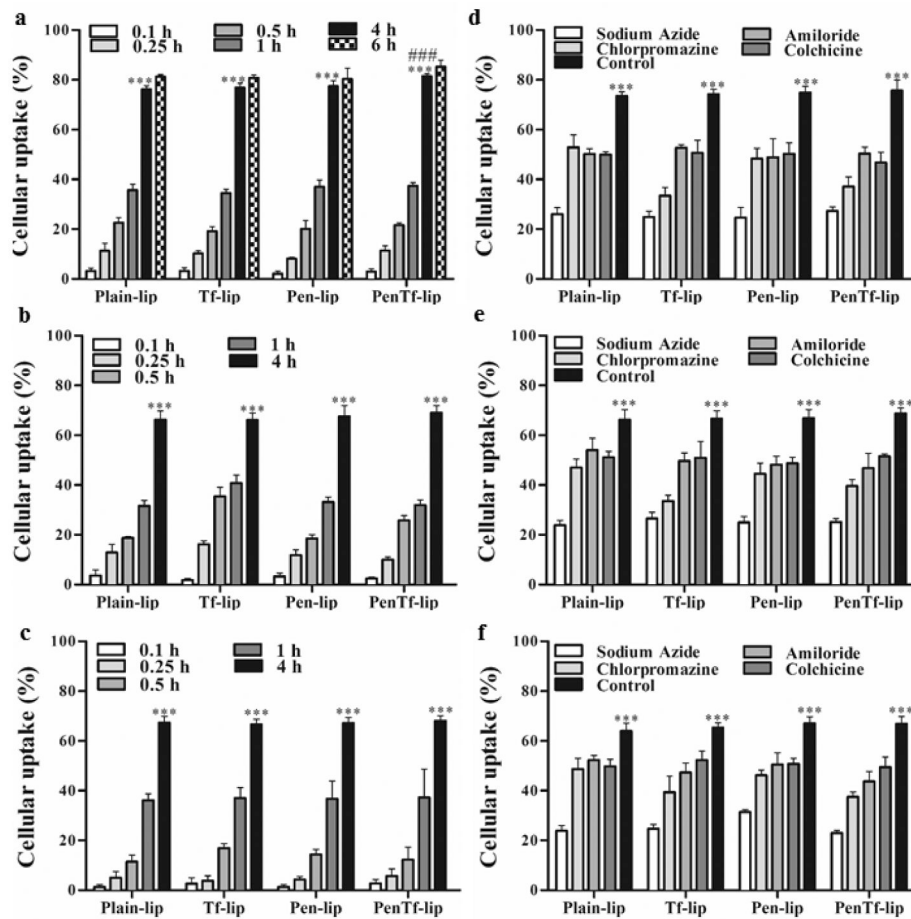 a
0.1 h 0.5 h 4 h
0.25 h 1 h 6 h
Cellular uptake (%)
100
80
60
40
20
0
*** *** *** ###
***
Plain-lip Tf-lip Pen-lip PenTf-lip
d
Sodium Azide Amiloride
Chlorpromazine Colchicine
Control
Cellular uptake (%)
100
80
60
40
20
0
*** *** *** ***
Plain-lip Tf-lip Pen-lip PenTf-lip
b
0.1 h 1 h
0.25 h 4 h
0.5 h
Cellular uptake (%)
100
80
60
40
20
0
*** *** *** ***
Plain-lip Tf-lip Pen-lip PenTf-lip
e
Sodium Azide Amiloride
Chlorpromazine Colchicine
Control
Cellular uptake (%)
100
80
60
40
20
0
*** *** *** ***
Plain-lip Tf-lip Pen-lip PenTf-lip
c
0.1 h 1 h
0.25 h 4 h
0.5 h
Cellular uptake (%)
100
80
60
40
20
0
*** *** *** ***
Plain-lip Tf-lip Pen-lip PenTf-lip
f
Sodium Azide Amiloride
Chlorpromazine Colchicine
Control
Cellular uptake (%)
100
80
60
40
20
0
*** *** *** ***
Plain-lip Tf-lip Pen-lip PenTf-lip